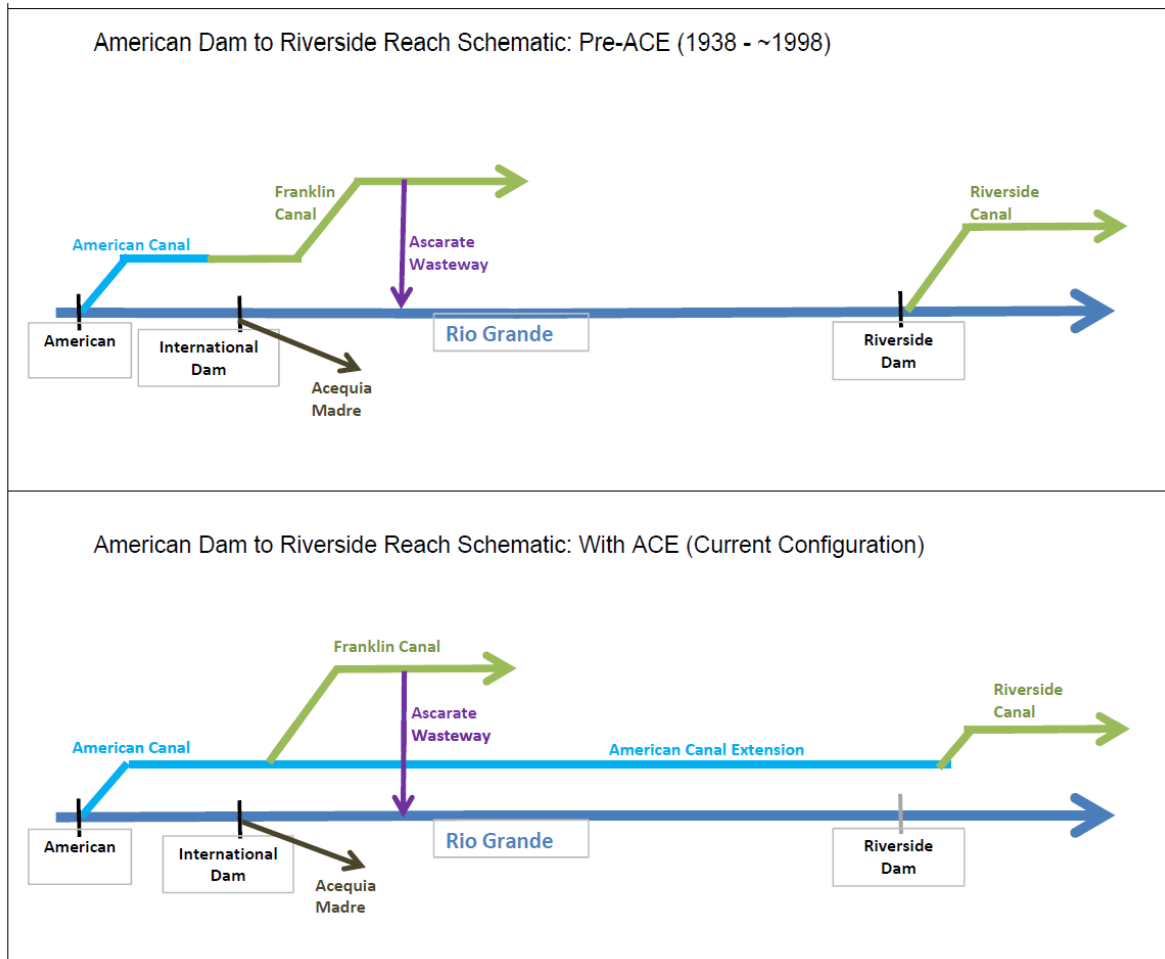 American Dam to Riverside Reach Schematic: Pre-ACE (1938 - ~1998)
Franklin
Canal
Riverside
Canal
American Canal
Ascarate
Wasteway
American
International
Dam
Rio Grande
Riverside
Dam
Acequia
Madre
American Dam to Riverside Reach Schematic: With ACE (Current Configuration)
Franklin Canal
Riverside
Canal
Ascarate
Wasteway
American Canal
American Canal Extension
American
International
Dam
Rio Grande
Riverside
Dam
Acequia
Madre